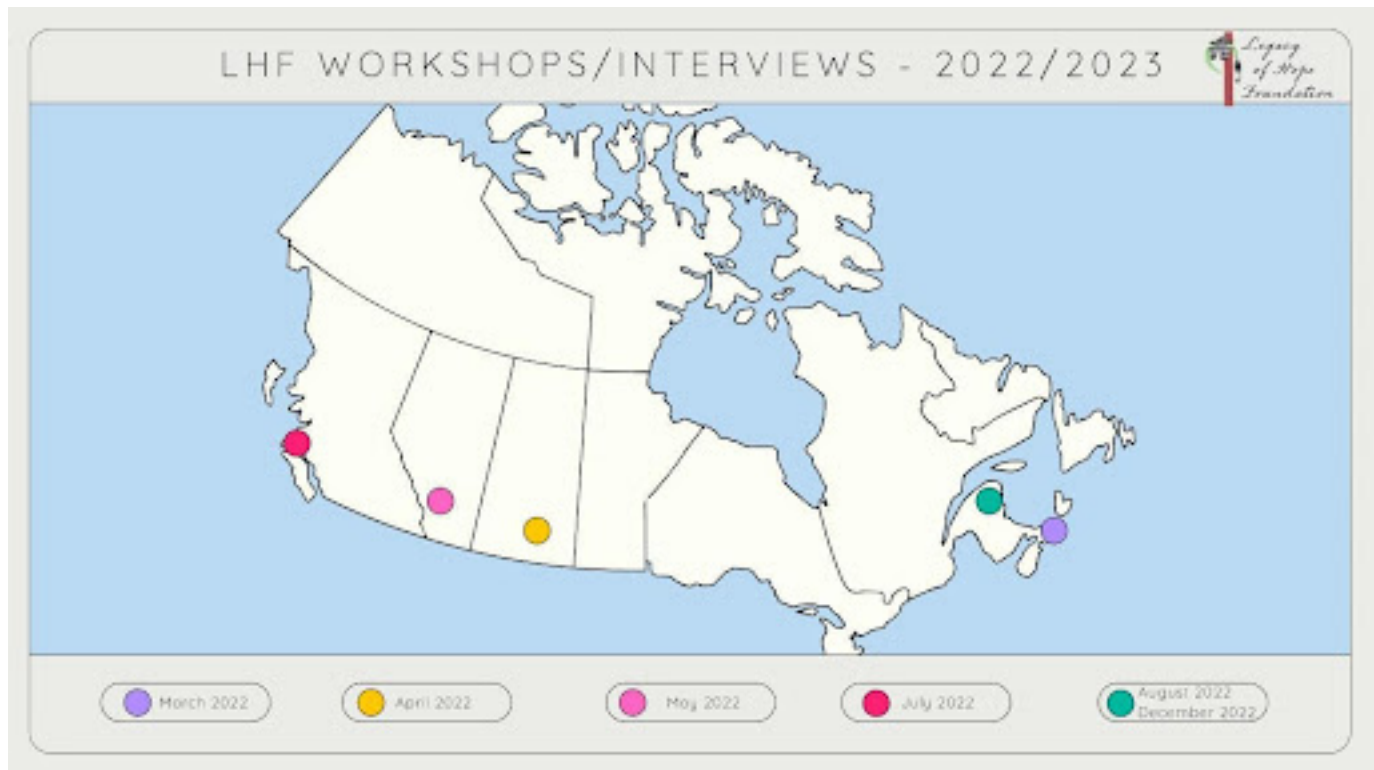 LHF WORKSHOPS/INTERVIEWS - 2022/2023
Legacy
of Hope
Foundation
March 2022
April 2022
May 2022
July 2022
August 2022
December 2022